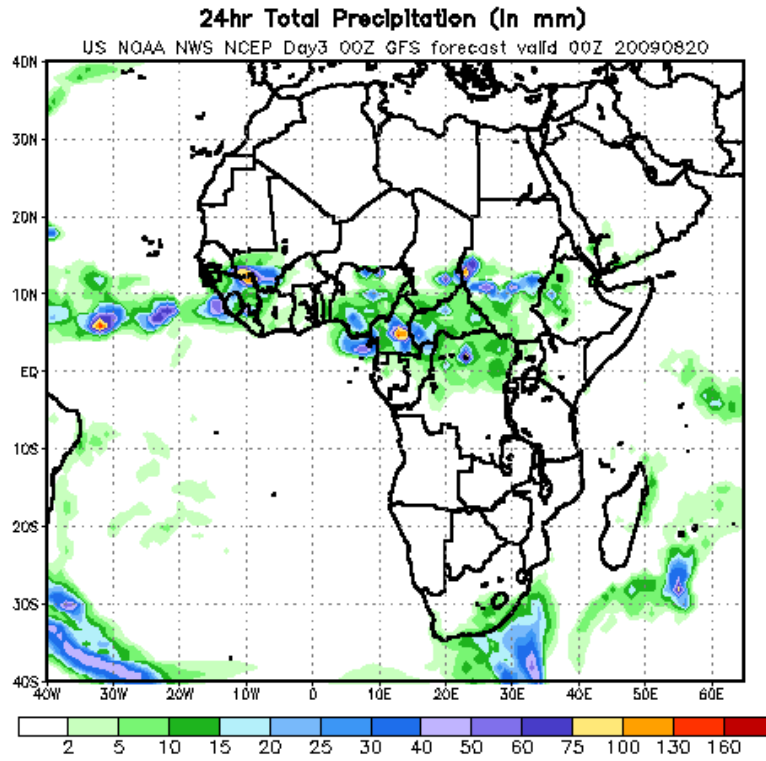 24hr Total Precipitation (in mm)
US NOAA NWS NCEP Day3 00Z GFS forecast valid 00Z 20090820
40N
30N
20N
10N
EQ
10S
20S
30S
40S
40W 30W 20W 10W 0 10E 20E 30E 40E 50E 60E
2 5 10 15 20 25 30 40 50 60 75 100 130 160